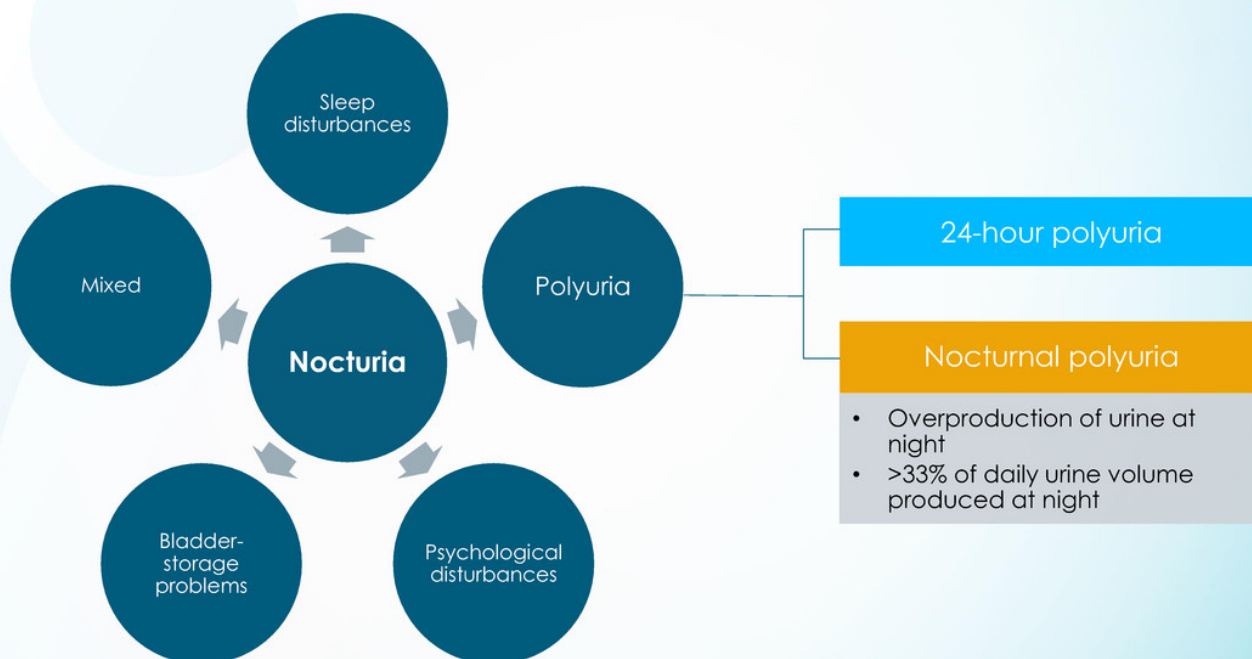 Sleep
disturbances
Mixed
Polyuria
Nocturia
Bladder-
storage
problems
Psychological
disturbances
24-hour polyuria
Nocturnal polyuria
• Overproduction of urine at
night
• >33% of daily urine volume
produced at night